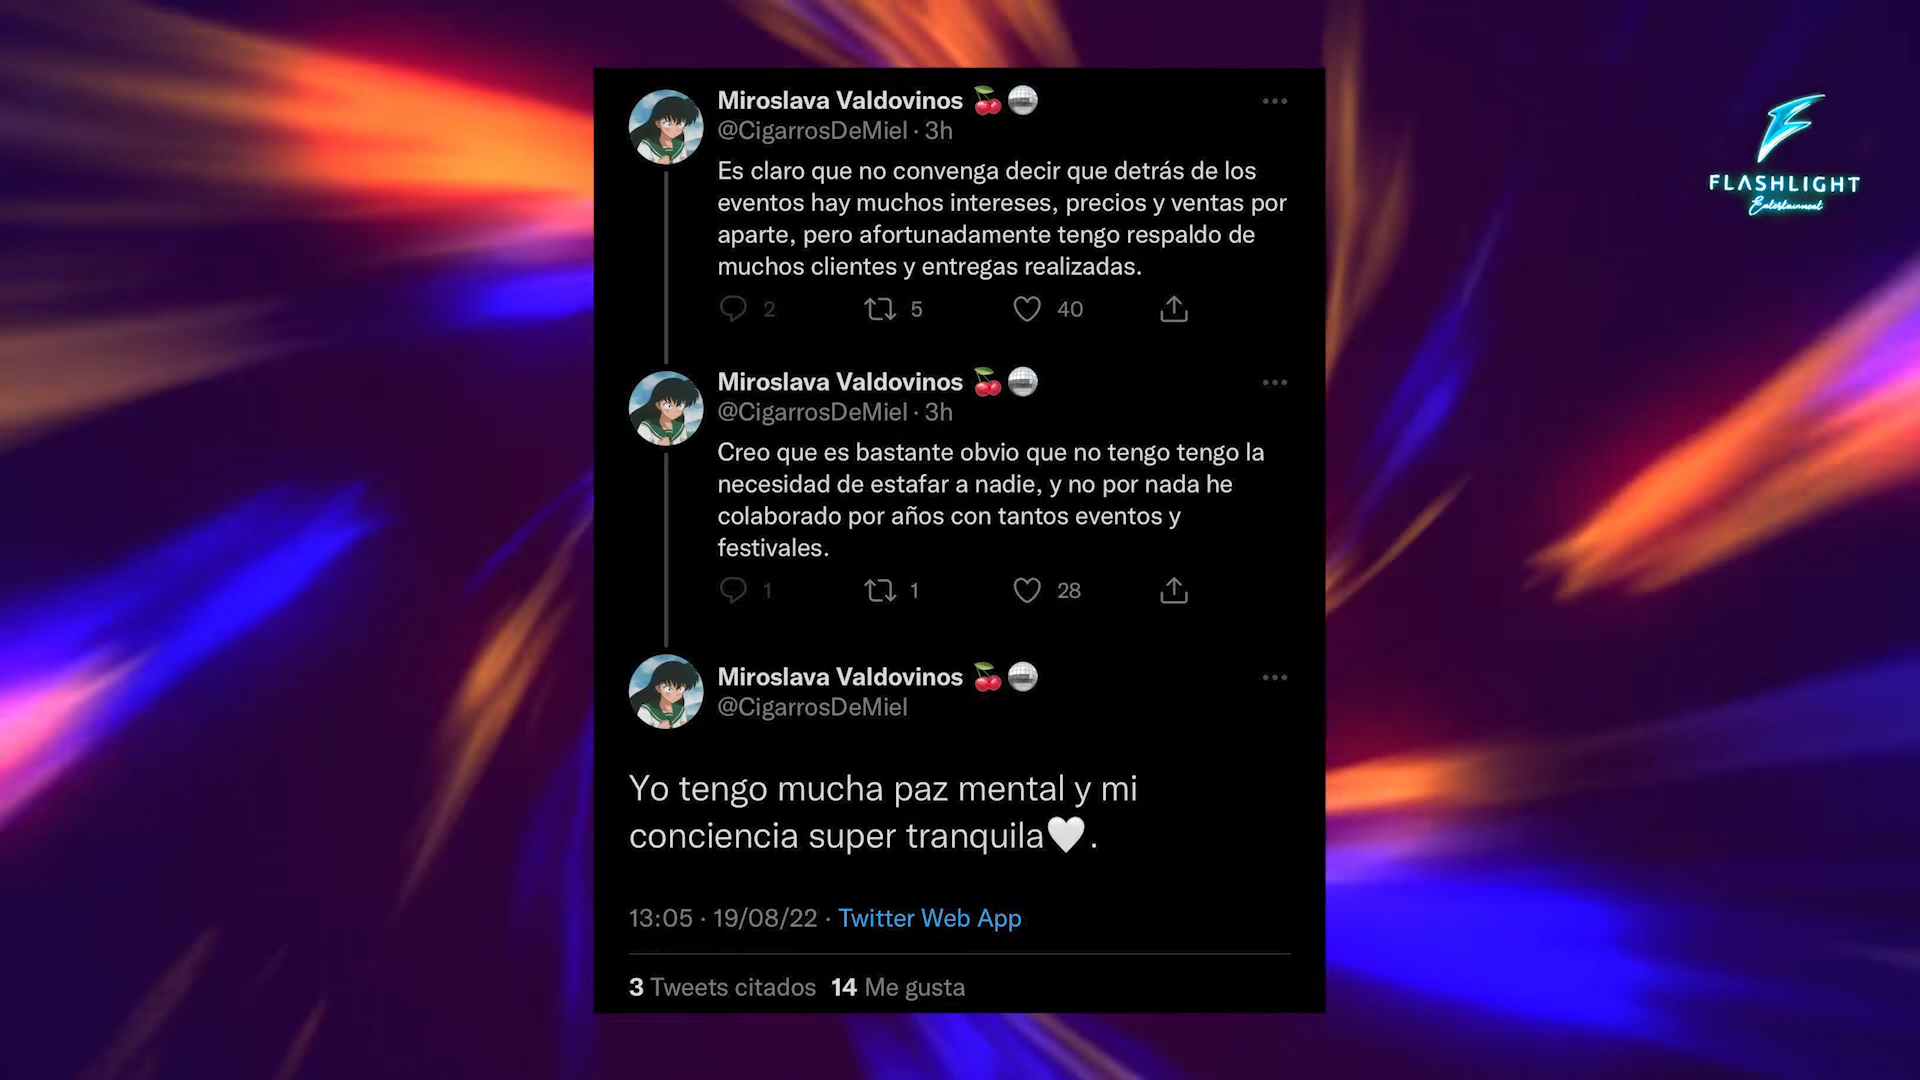 Miroslava Valdovinos 🍒🪩
@CigarrosDeMiel · 3h
Es claro que no convenga decir que detrás de los
eventos hay muchos intereses, precios y ventas por
aparte, pero afortunadamente tengo respaldo de
muchos clientes y entregas realizadas.
2 5 40
Miroslava Valdovinos 🍒🪩
@CigarrosDeMiel · 3h
Creo que es bastante obvio que no tengo tengo la
necesidad de estafar a nadie, y no por nada he
colaborado por años con tantos eventos y
festivales.
1 1 28
Miroslava Valdovinos 🍒🪩
@CigarrosDeMiel
Yo tengo mucha paz mental y mi
conciencia super tranquila🤍.
13:05 · 19/08/22 · Twitter Web App
3 Tweets citados 14 Me gusta
FLASHLIGHT
Entertainment